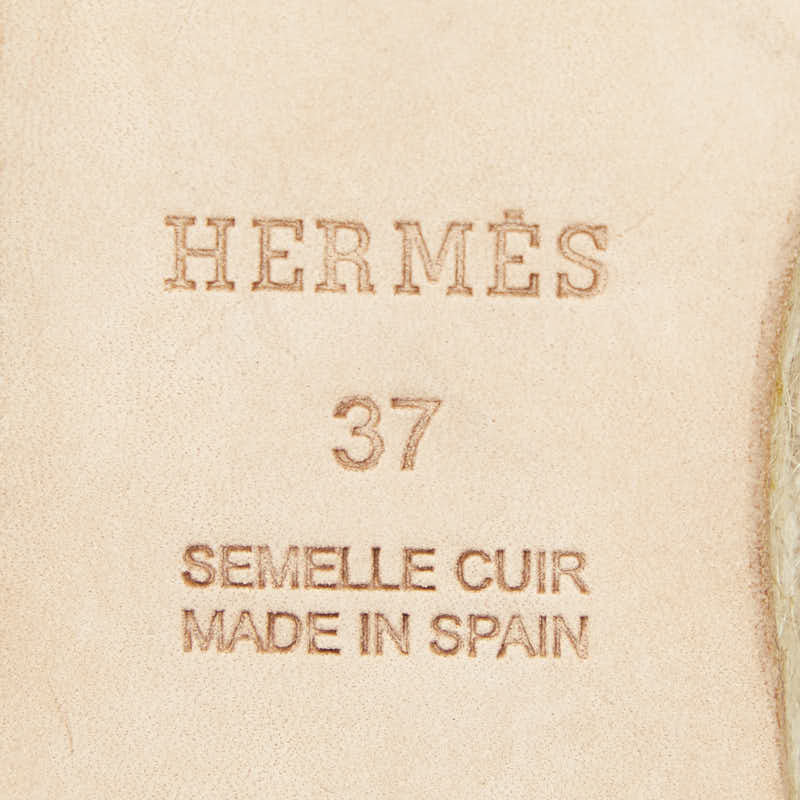 HERMÈS
37
SEMELLE CUIR
MADE IN SPAIN